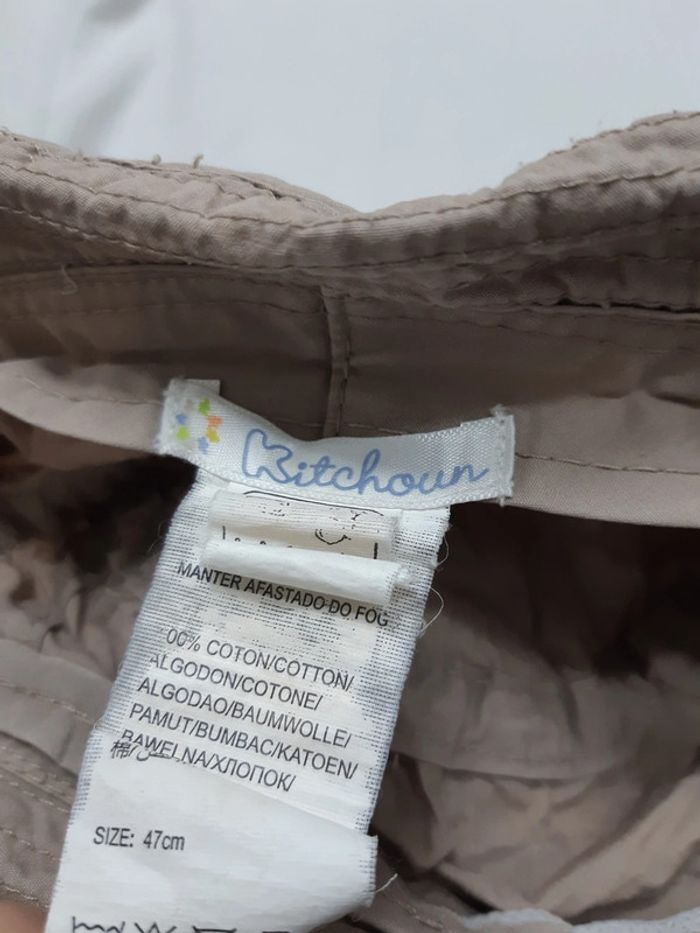 Kitchoun
MANTER AFASTADO DO FOG
00% COTON/COTTON/
ALGODON/COTONE/
ALGODAO/BAUMWOLLE/
PAMUT/BUMBAC/KATOEN/
BAWELNA/ХЛОПОК/
棉/
SIZE: 47cm